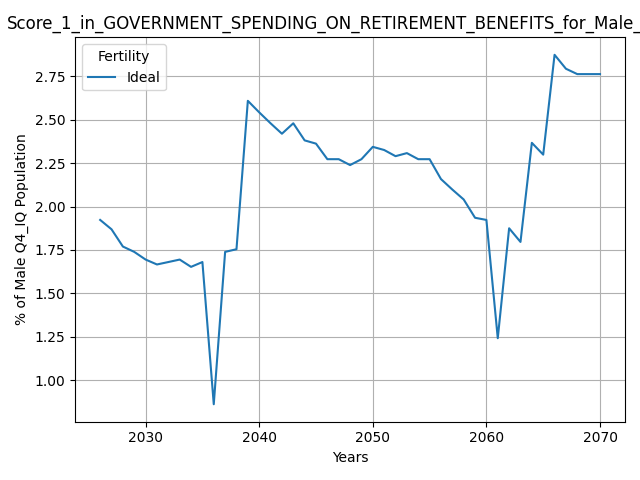 Score_1_in_GOVERNMENT_SPENDING_ON_RETIREMENT_BENEFITS_for_Male_
Fertility
Ideal
2.75
2.50
2.25
2.00
1.75
1.50
1.25
1.00
% of Male Q4_IQ Population
2030 2040 2050 2060 2070
Years